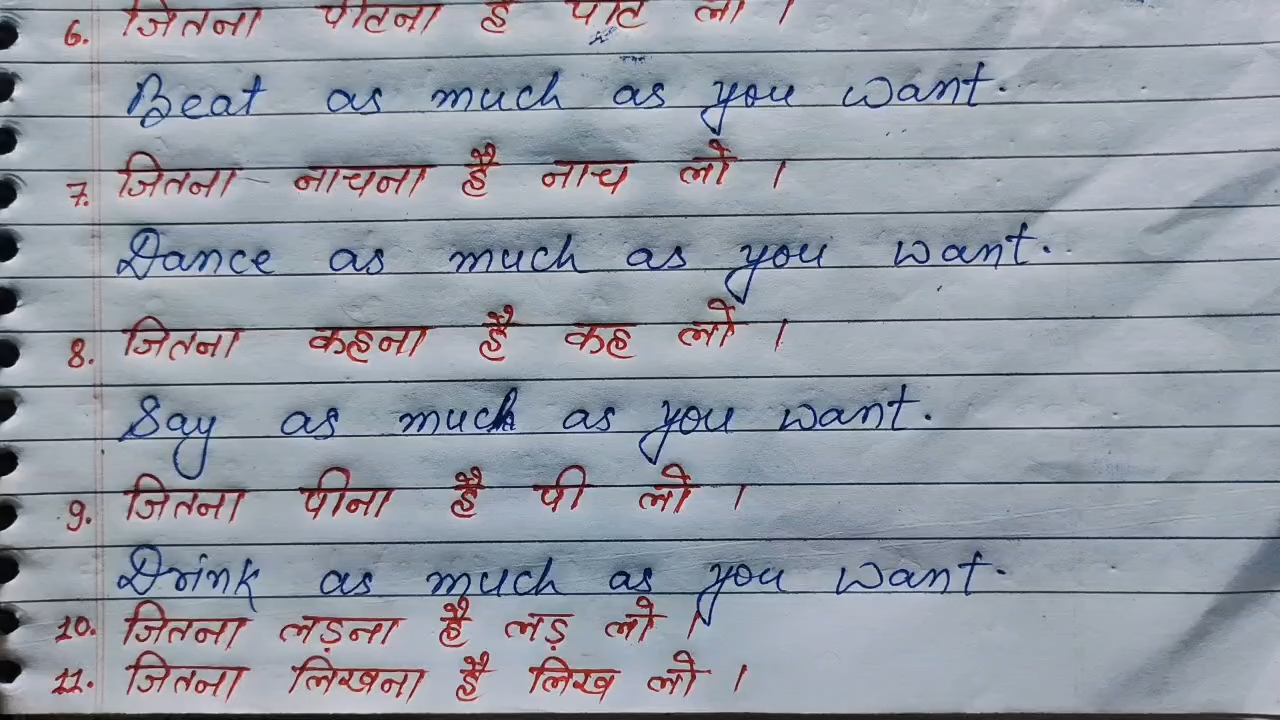 6. जितना पीटना है पीट लो ।
Beat as much as you want.
7. जितना नाचना है नाच लो ।
Dance as much as you want.
8. जितना कहना है कह लो ।
Say as much as you want.
9. जितना पीना है पी लो ।
Drink as much as you want.
10. जितना लड़ना है लड़ लो ।
11. जितना लिखना है लिख लो ।